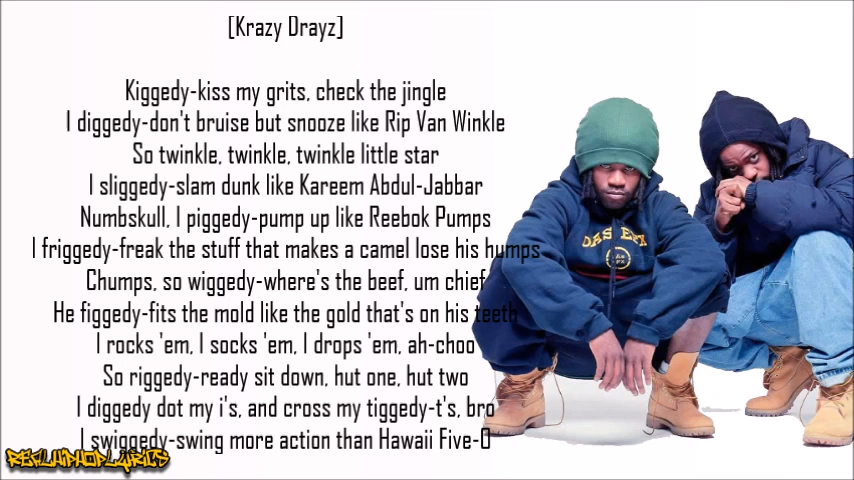 [Krazy Drayz]
Kiggedy-kiss my grits, check the jingle
I diggedy-don't bruise but snooze like Rip Van Winkle
So twinkle, twinkle, twinkle little star
I sliggedy-slam dunk like Kareem Abdul-Jabbar
Numbskull, I piggedy-pump up like Reebok Pumps
I friggedy-freak the stuff that makes a camel lose his humps
Chumps, so wiggedy-where's the beef, um chief
He figgedy-fits the mold like the gold that's on his teeth
I rocks 'em, I socks 'em, I drops 'em, ah-choo
So riggedy-ready sit down, hut one, hut two
I diggedy dot my i's, and cross my tiggedy-t's, bro
I swiggedy-swing more action than Hawaii Five-O
DAS EFX
REALHIPHOPLYRICS